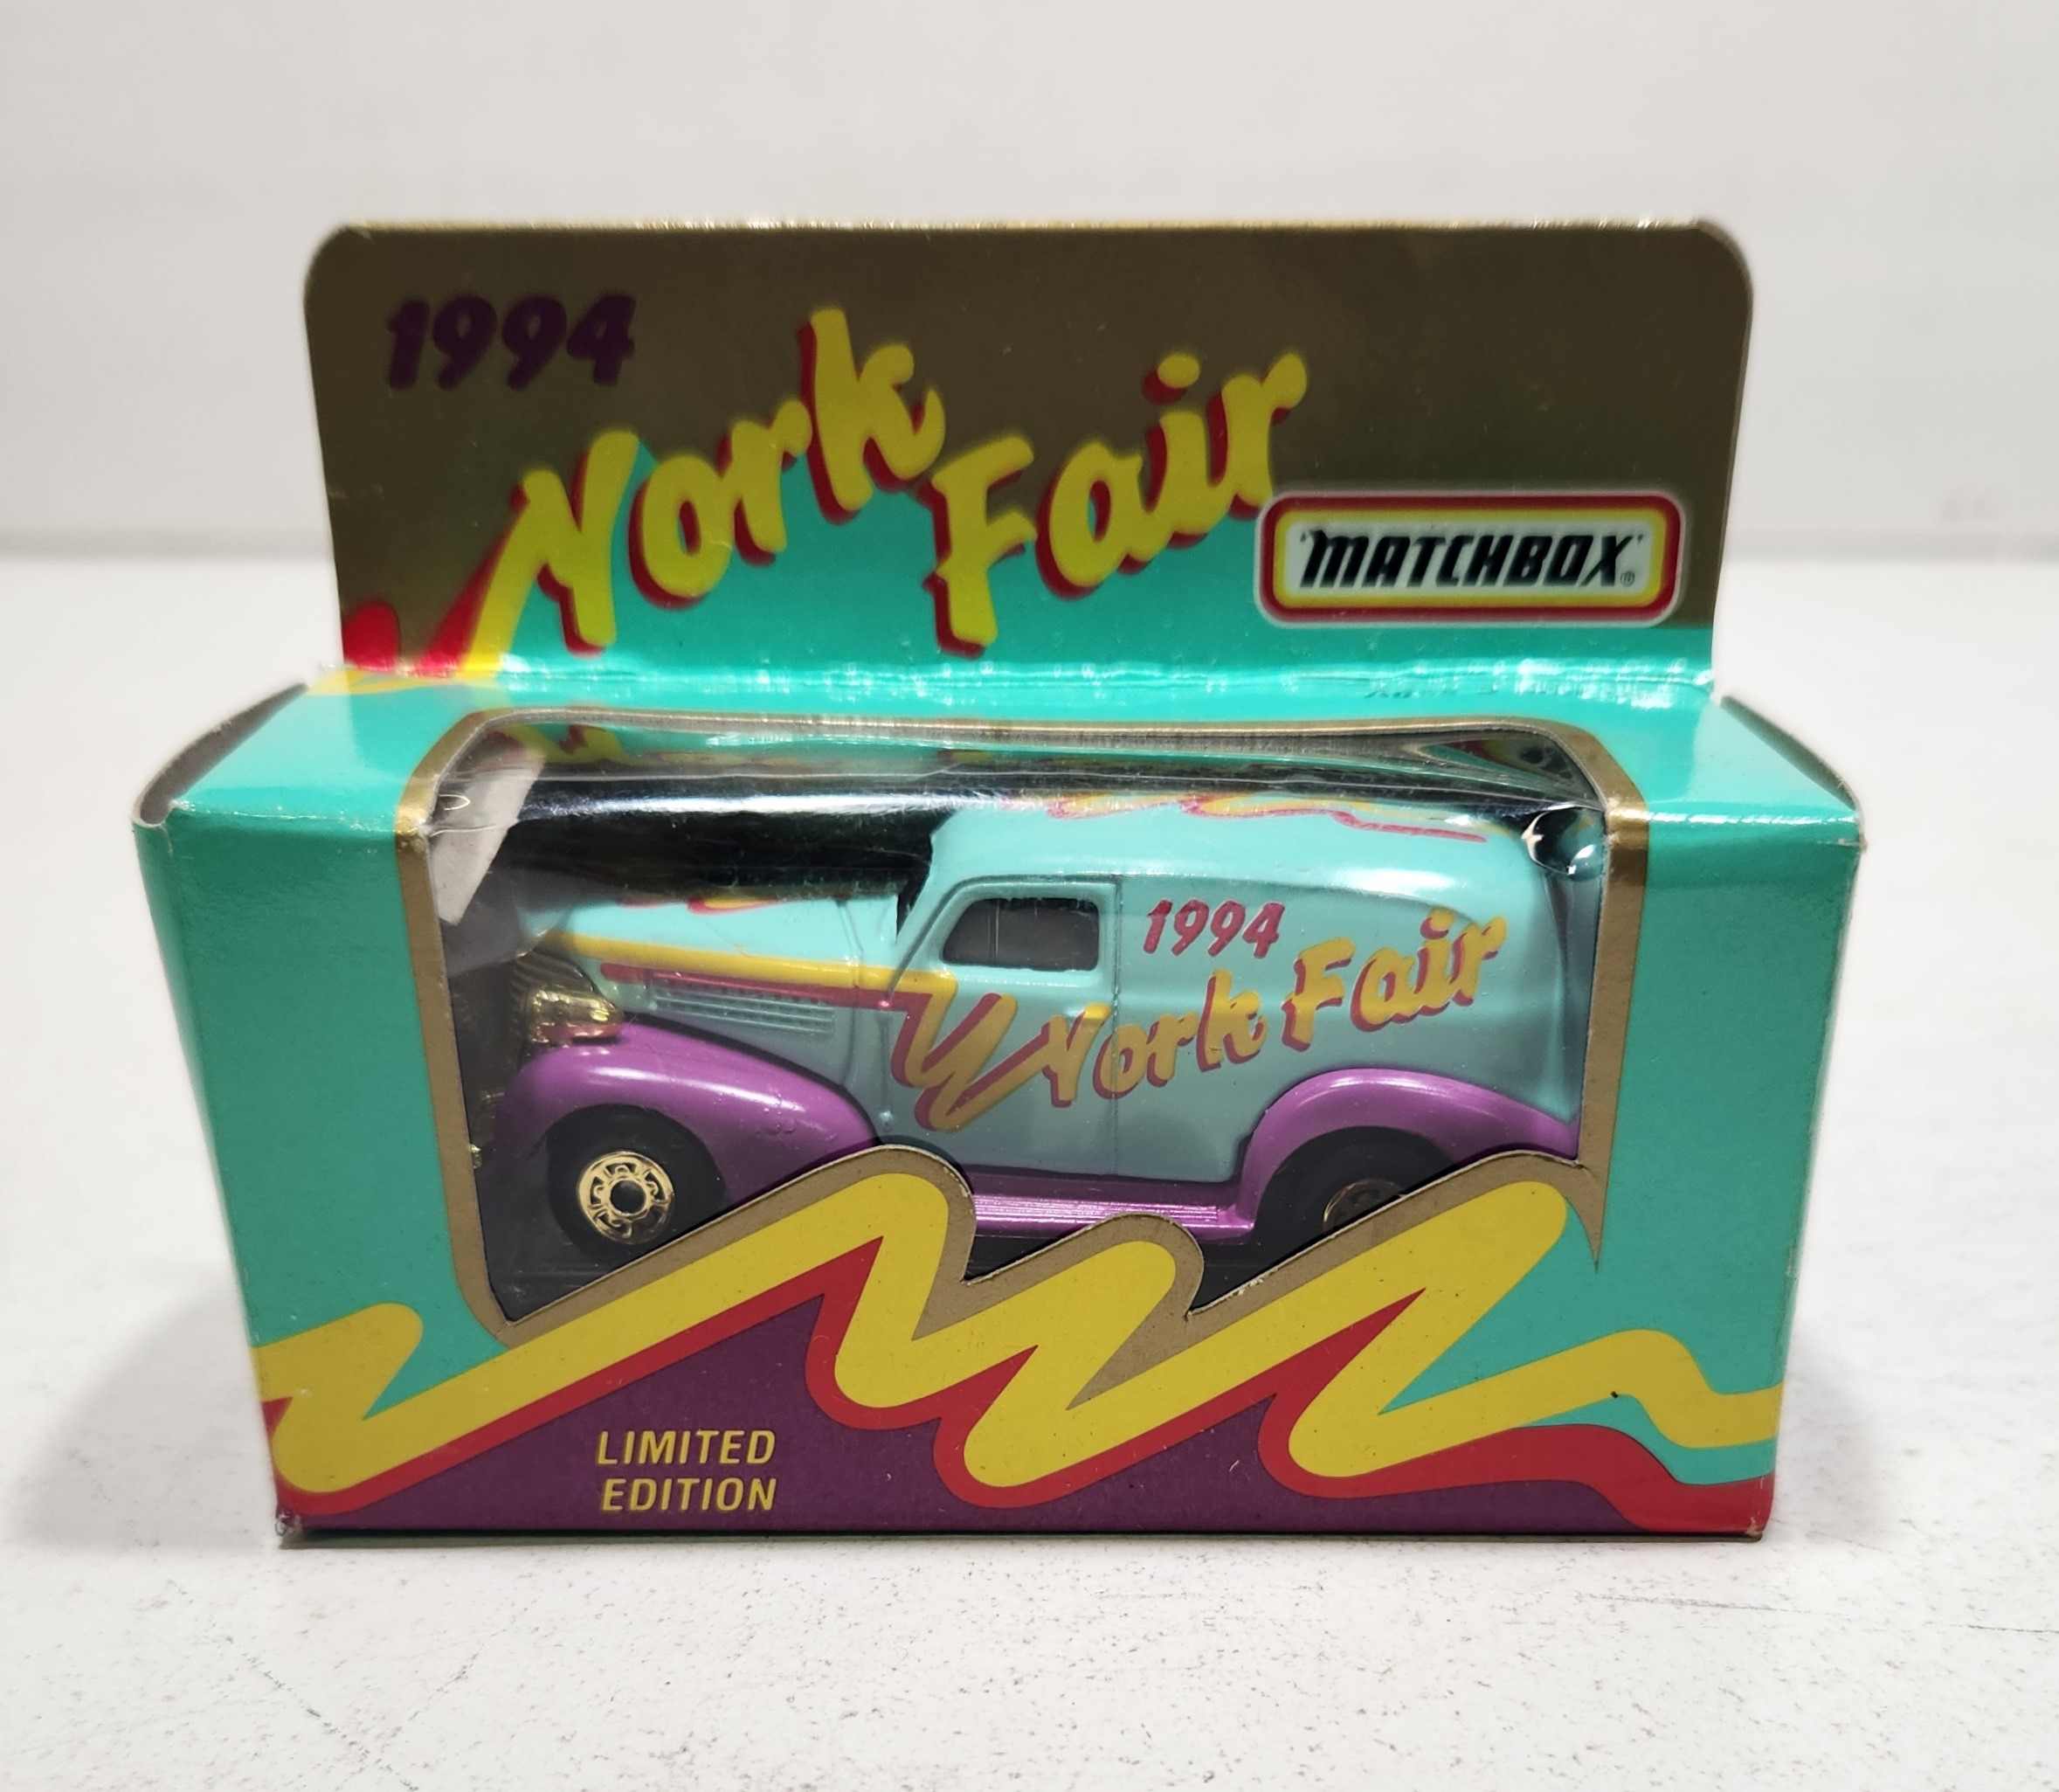 1994
York
Fair
"MATCHBOX"®
1994
York Fair
LIMITED
EDITION